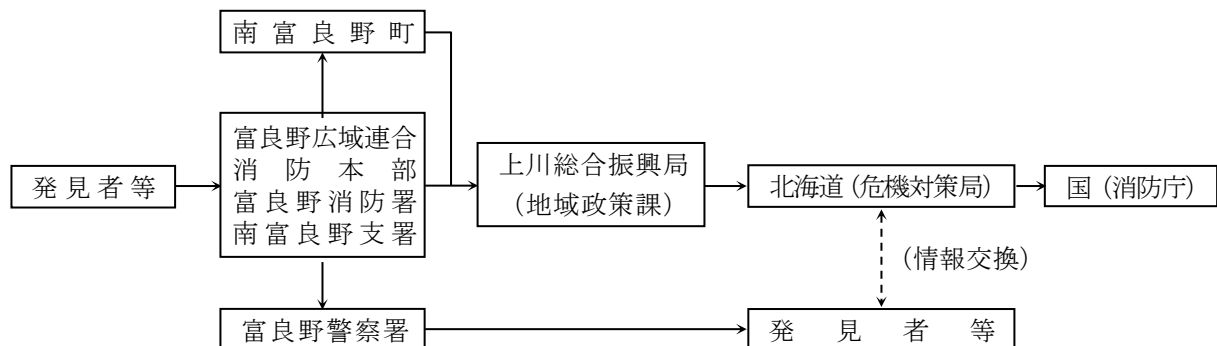 南富良野町
富良野広域連合
消防本部
富良野消防署
南富良野支署
発見者等
上川総合振興局
（地域政策課）
北海道（危機対策局）
国（消防庁）
（情報交換）
富良野警察署
発見者等